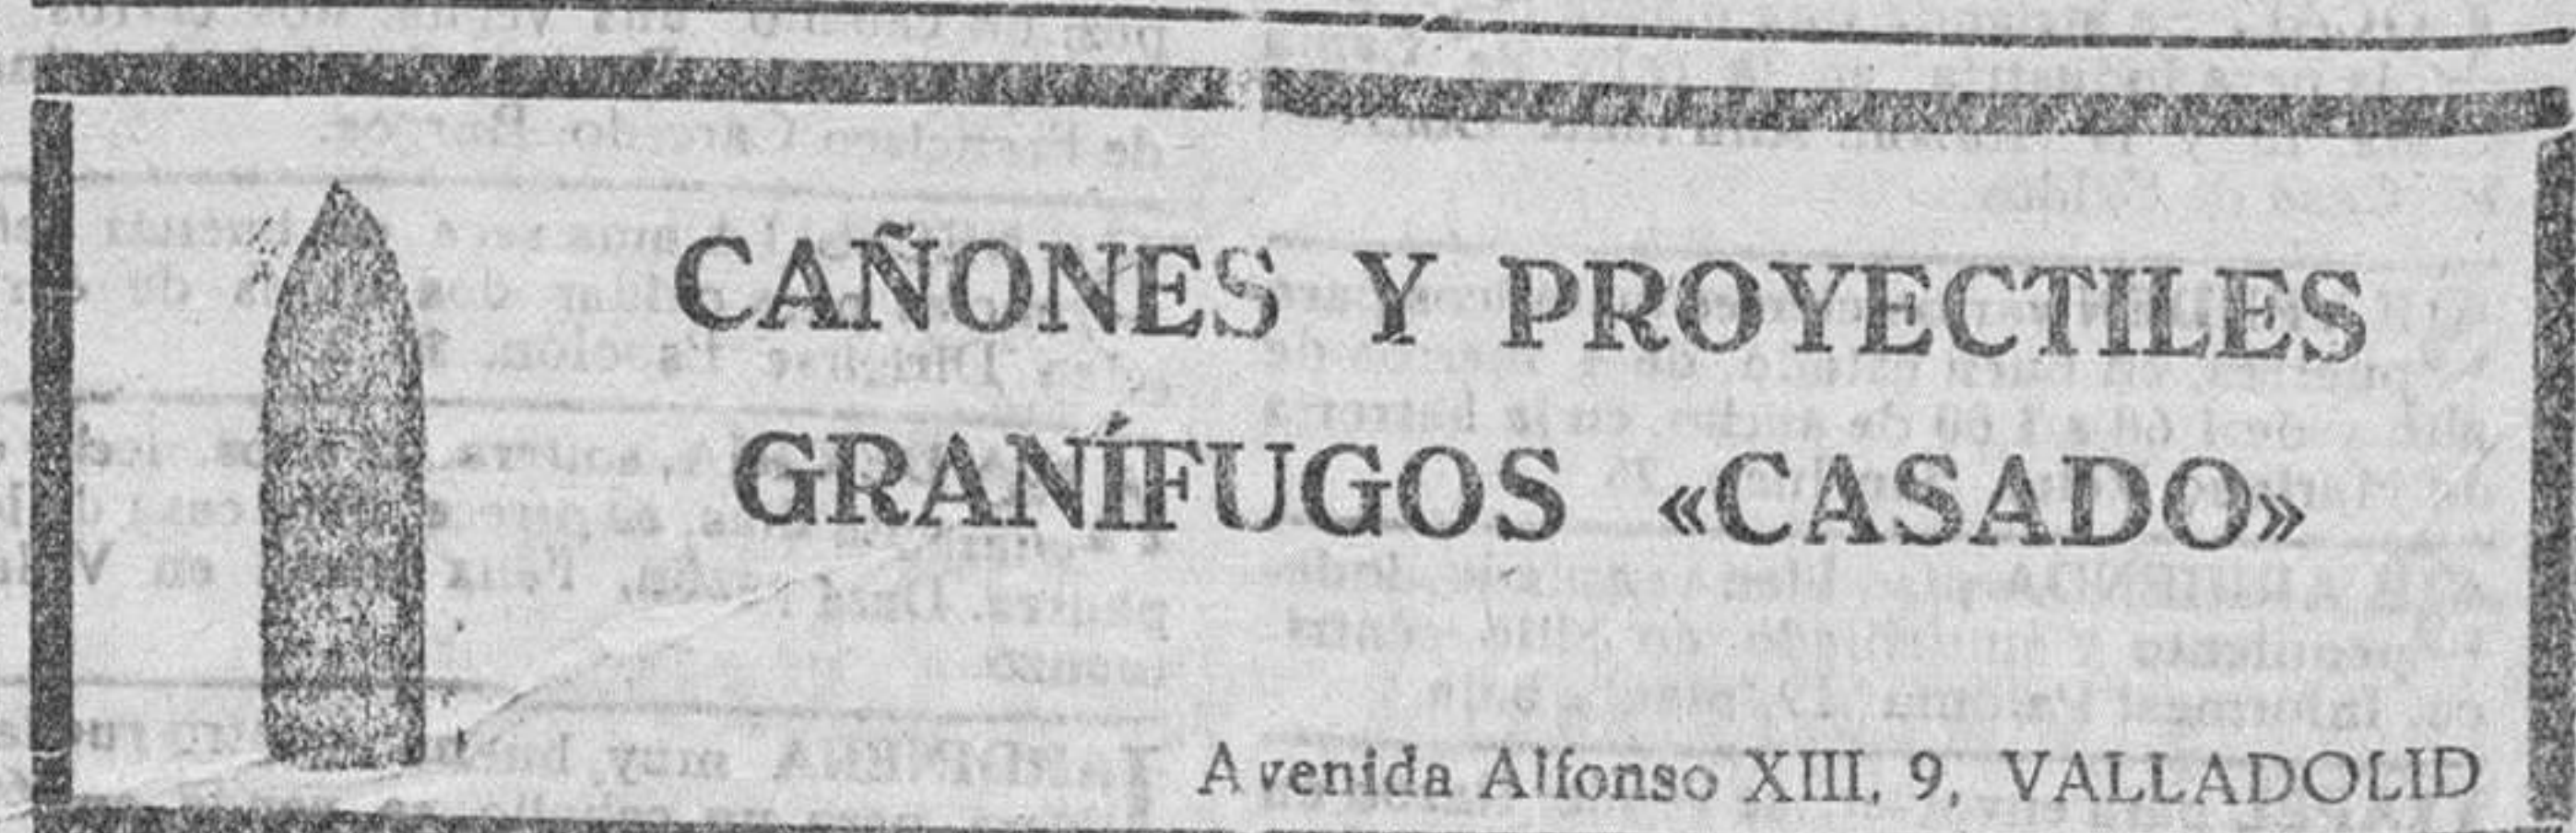 CAÑONES Y PROYECTILES
GRANÍFUGOS «CASADO»
Avenida Alfonso XIII, 9, VALLADOLID